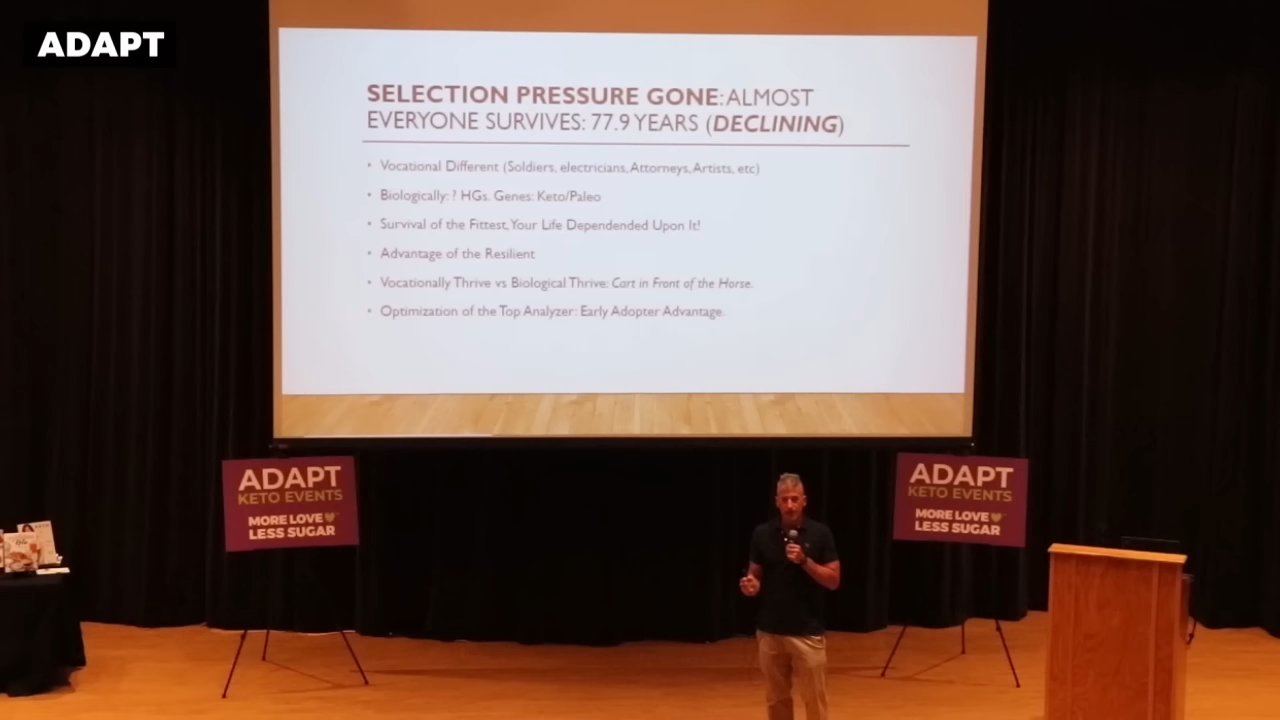 ADAPT
SELECTION PRESSURE GONE: ALMOST
EVERYONE SURVIVES: 77.9 YEARS (DECLINING)
• Vocational Different (Soldiers, electricians, Attorneys, Artists, etc)
• Biologically: ? HGs. Genes: Keto/Paleo
• Survival of the Fittest, Your Life Dependended Upon It!
• Advantage of the Resilient
• Vocationally Thrive vs Biological Thrive: Cart in Front of the Horse.
• Optimization of the Top Analyzer: Early Adopter Advantage.
ADAPT
KETO EVENTS
MORE LOVE
LESS SUGAR
ADAPT
KETO EVENTS
MORE LOVE
LESS SUGAR